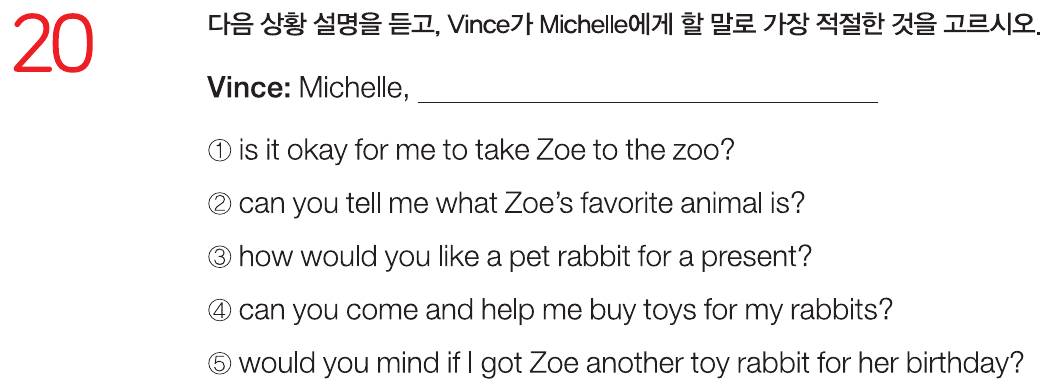 20
다음 상황 설명을 듣고, Vince가 Michelle에게 할 말로 가장 적절한 것을 고르시오.
Vince: Michelle, ____________________
① is it okay for me to take Zoe to the zoo?
② can you tell me what Zoe’s favorite animal is?
③ how would you like a pet rabbit for a present?
④ can you come and help me buy toys for my rabbits?
⑤ would you mind if I got Zoe another toy rabbit for her birthday?